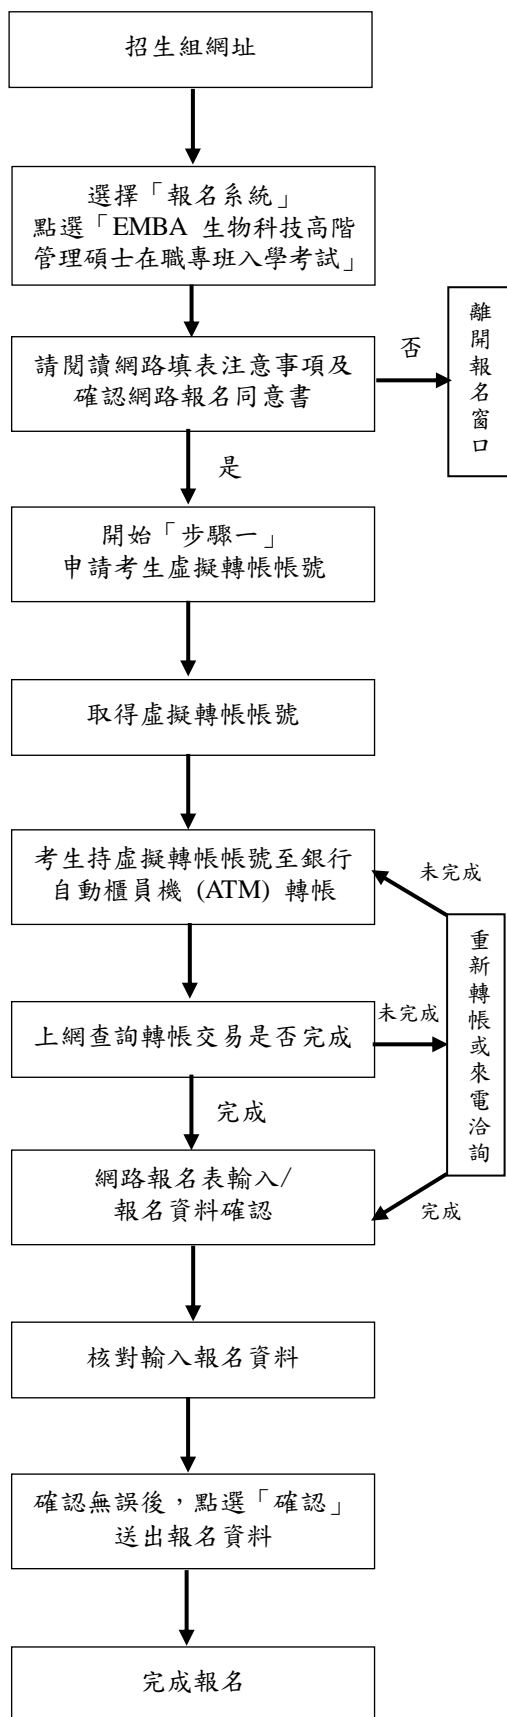 招生組網址
選擇「報名系統」
點選「EMBA 生物科技高階
管理碩士在職專班入學考試」
請閱讀網路填表注意事項及
確認網路報名同意書
否
離開報名窗口
是
開始「步驟一」
申請考生虛擬轉帳帳號
取得虛擬轉帳帳號
考生持虛擬轉帳帳號至銀行
自動櫃員機 (ATM) 轉帳
未完成
重新轉帳或來電洽詢
上網查詢轉帳交易是否完成
未完成
完成
網路報名表輸入/
報名資料確認
完成
核對輸入報名資料
確認無誤後，點選「確認」
送出報名資料
完成報名